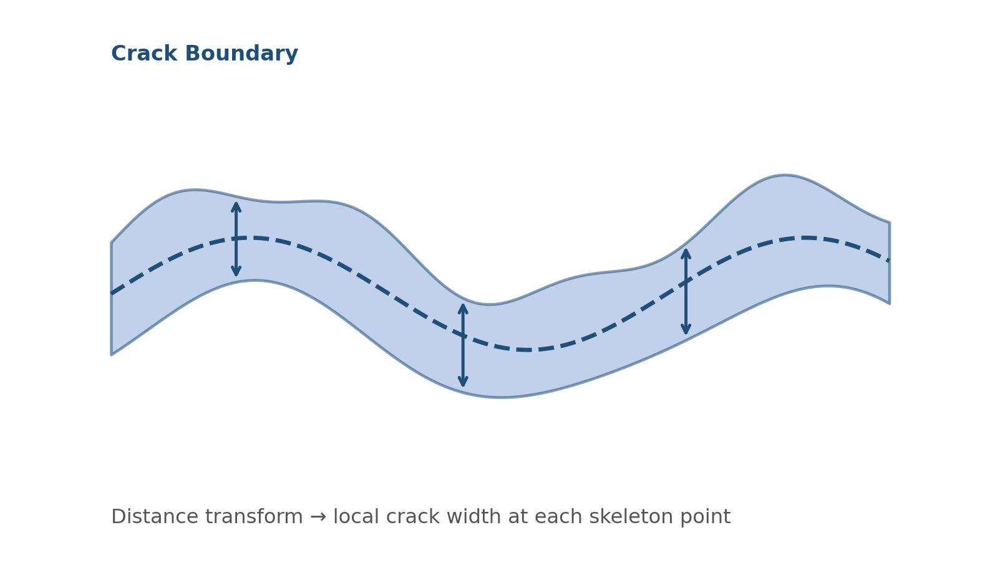 Crack Boundary
Distance transform → local crack width at each skeleton point